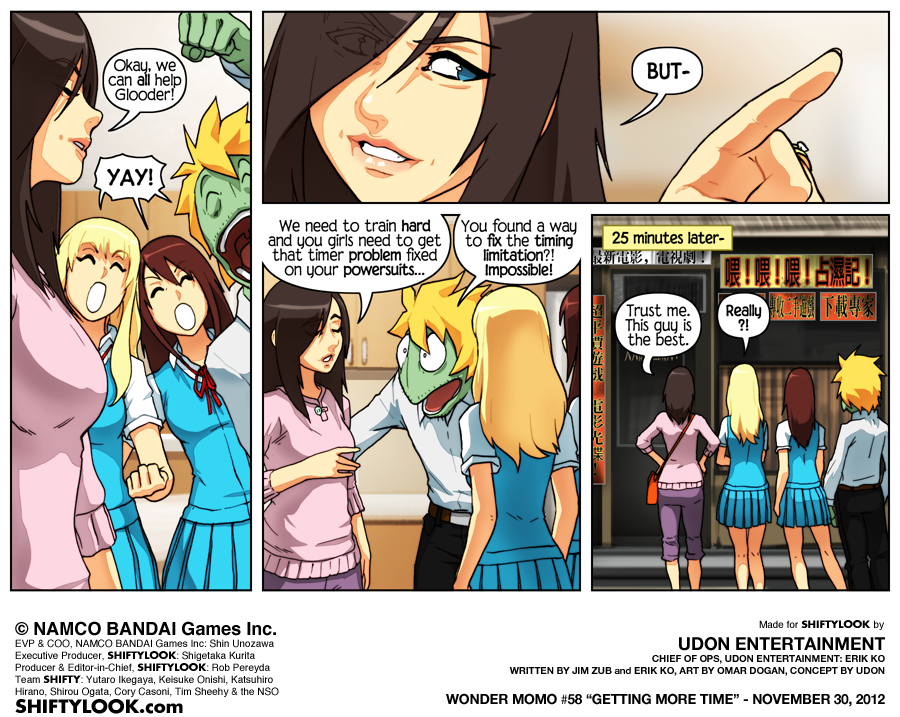 Okay, we
can all help
Glooder!
YAY!
BUT-
We need to train hard
and you girls need to get
that timer problem fixed
on your powersuits...
You found a way
to fix the timing
limitation?!
Impossible!
25 minutes later-
最新電影，電視劇！
喂！喂！喂！占濕記！
下載專家
Trust me.
This guy is
the best.
Really
?!
© NAMCO BANDAI Games Inc.
EVP & COO, NAMCO BANDAI Games Inc: Shin Unozawa
Executive Producer, SHIFTYLOOK: Shigetaka Kurita
Producer & Editor-in-Chief, SHIFTYLOOK: Rob Pereyda
Team SHIFTY: Yutaro Ikegaya, Keisuke Onishi, Katsuhiro
Hirano, Shirou Ogata, Cory Casoni, Tim Sheehy & the NSO
SHIFTYLOOK.com
Made for SHIFTYLOOK by
UDON ENTERTAINMENT
CHIEF OF OPS, UDON ENTERTAINMENT: ERIK KO
WRITTEN BY JIM ZUB and ERIK KO, ART BY OMAR DOGAN, CONCEPT BY UDON
WONDER MOMO #58 “GETTING MORE TIME” - NOVEMBER 30, 2012